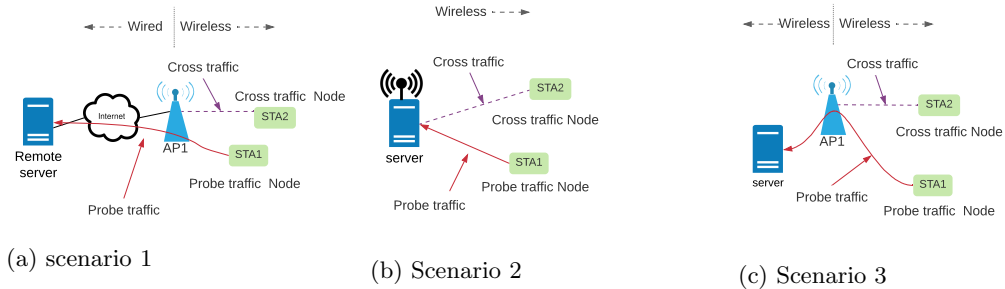 Wired
Wireless
Cross traffic
Cross traffic Node
STA2
Internet
AP1
STA1
Remote
server
Probe traffic Node
Probe traffic
(a) scenario 1
Wireless
Cross traffic
STA2
Cross traffic Node
server
STA1
Probe traffic Node
Probe traffic
(b) Scenario 2
Wireless
Wireless
Cross traffic
STA2
Cross traffic Node
AP1
server
STA1
Probe traffic
Probe traffic Node
(c) Scenario 3